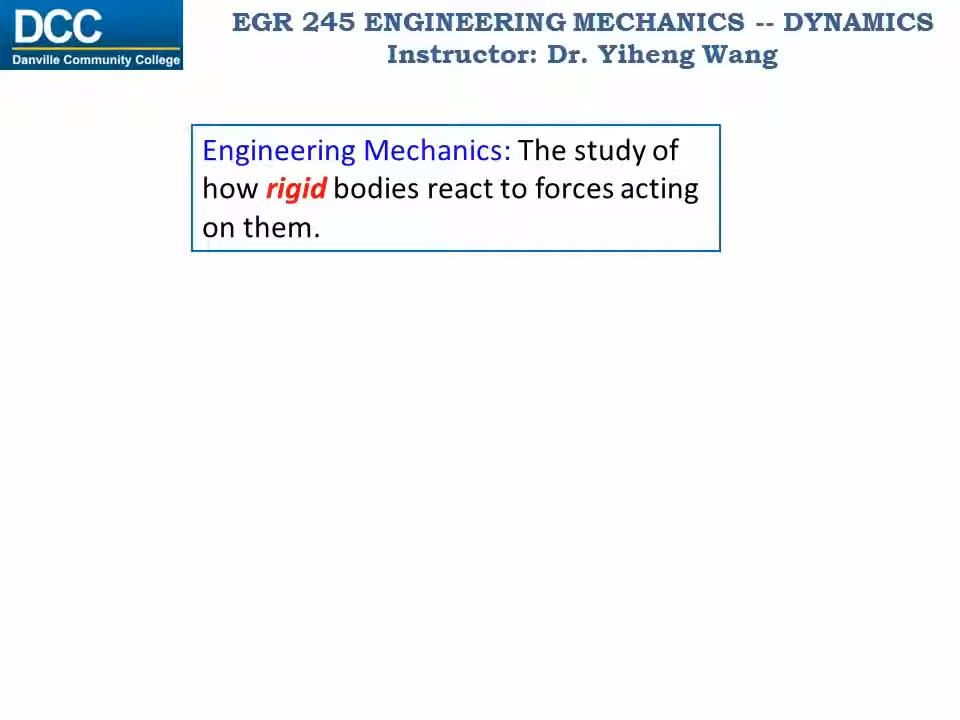 DCC
Danville Community College
EGR 245 ENGINEERING MECHANICS -- DYNAMICS
Instructor: Dr. Yiheng Wang
Engineering Mechanics: The study of
how rigid bodies react to forces acting
on them.